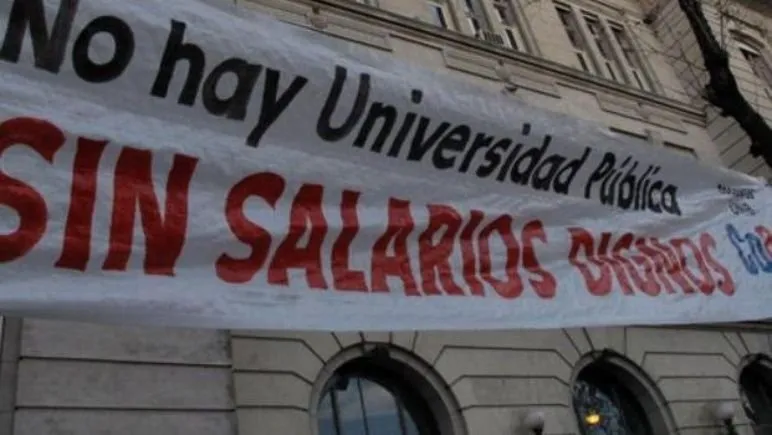 No hay Universidad Pública
SIN SALARIOS DIGNOS